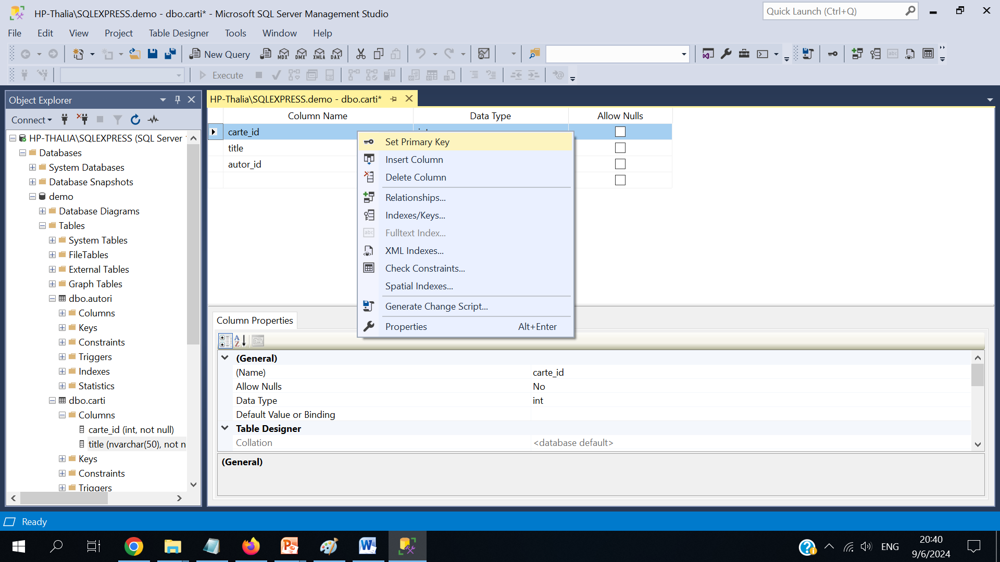 HP-Thalia\SQLEXPRESS.demo - dbo.carti* - Microsoft SQL Server Management Studio
Quick Launch (Ctrl+Q)
File Edit View Project Table Designer Tools Window Help
New Query MDX DMX XMLA DAX abc
Execute
Object Explorer
Connect
HP-THALIA\SQLEXPRESS (SQL Server
Databases
System Databases
Database Snapshots
demo
Database Diagrams
Tables
System Tables
FileTables
External Tables
Graph Tables
dbo.autori
Columns
Keys
Constraints
Triggers
Indexes
Statistics
dbo.carti
Columns
carte_id (int, not null)
title (nvarchar(50), not n
Keys
Constraints
Triggers
HP-Thalia\SQLEXPRESS.demo - dbo.carti*
Column Name Data Type Allow Nulls
carte_id
title
autor_id
Set Primary Key
Insert Column
Delete Column
Relationships...
Indexes/Keys...
abc Fulltext Index...
XML Indexes...
Check Constraints...
Spatial Indexes...
Generate Change Script...
Properties Alt+Enter
Column Properties
AZ
(General)
(Name) carte_id
Allow Nulls No
Data Type int
Default Value or Binding
Table Designer
Collation <database default>
(General)
Ready
ENG
20:40
9/6/2024